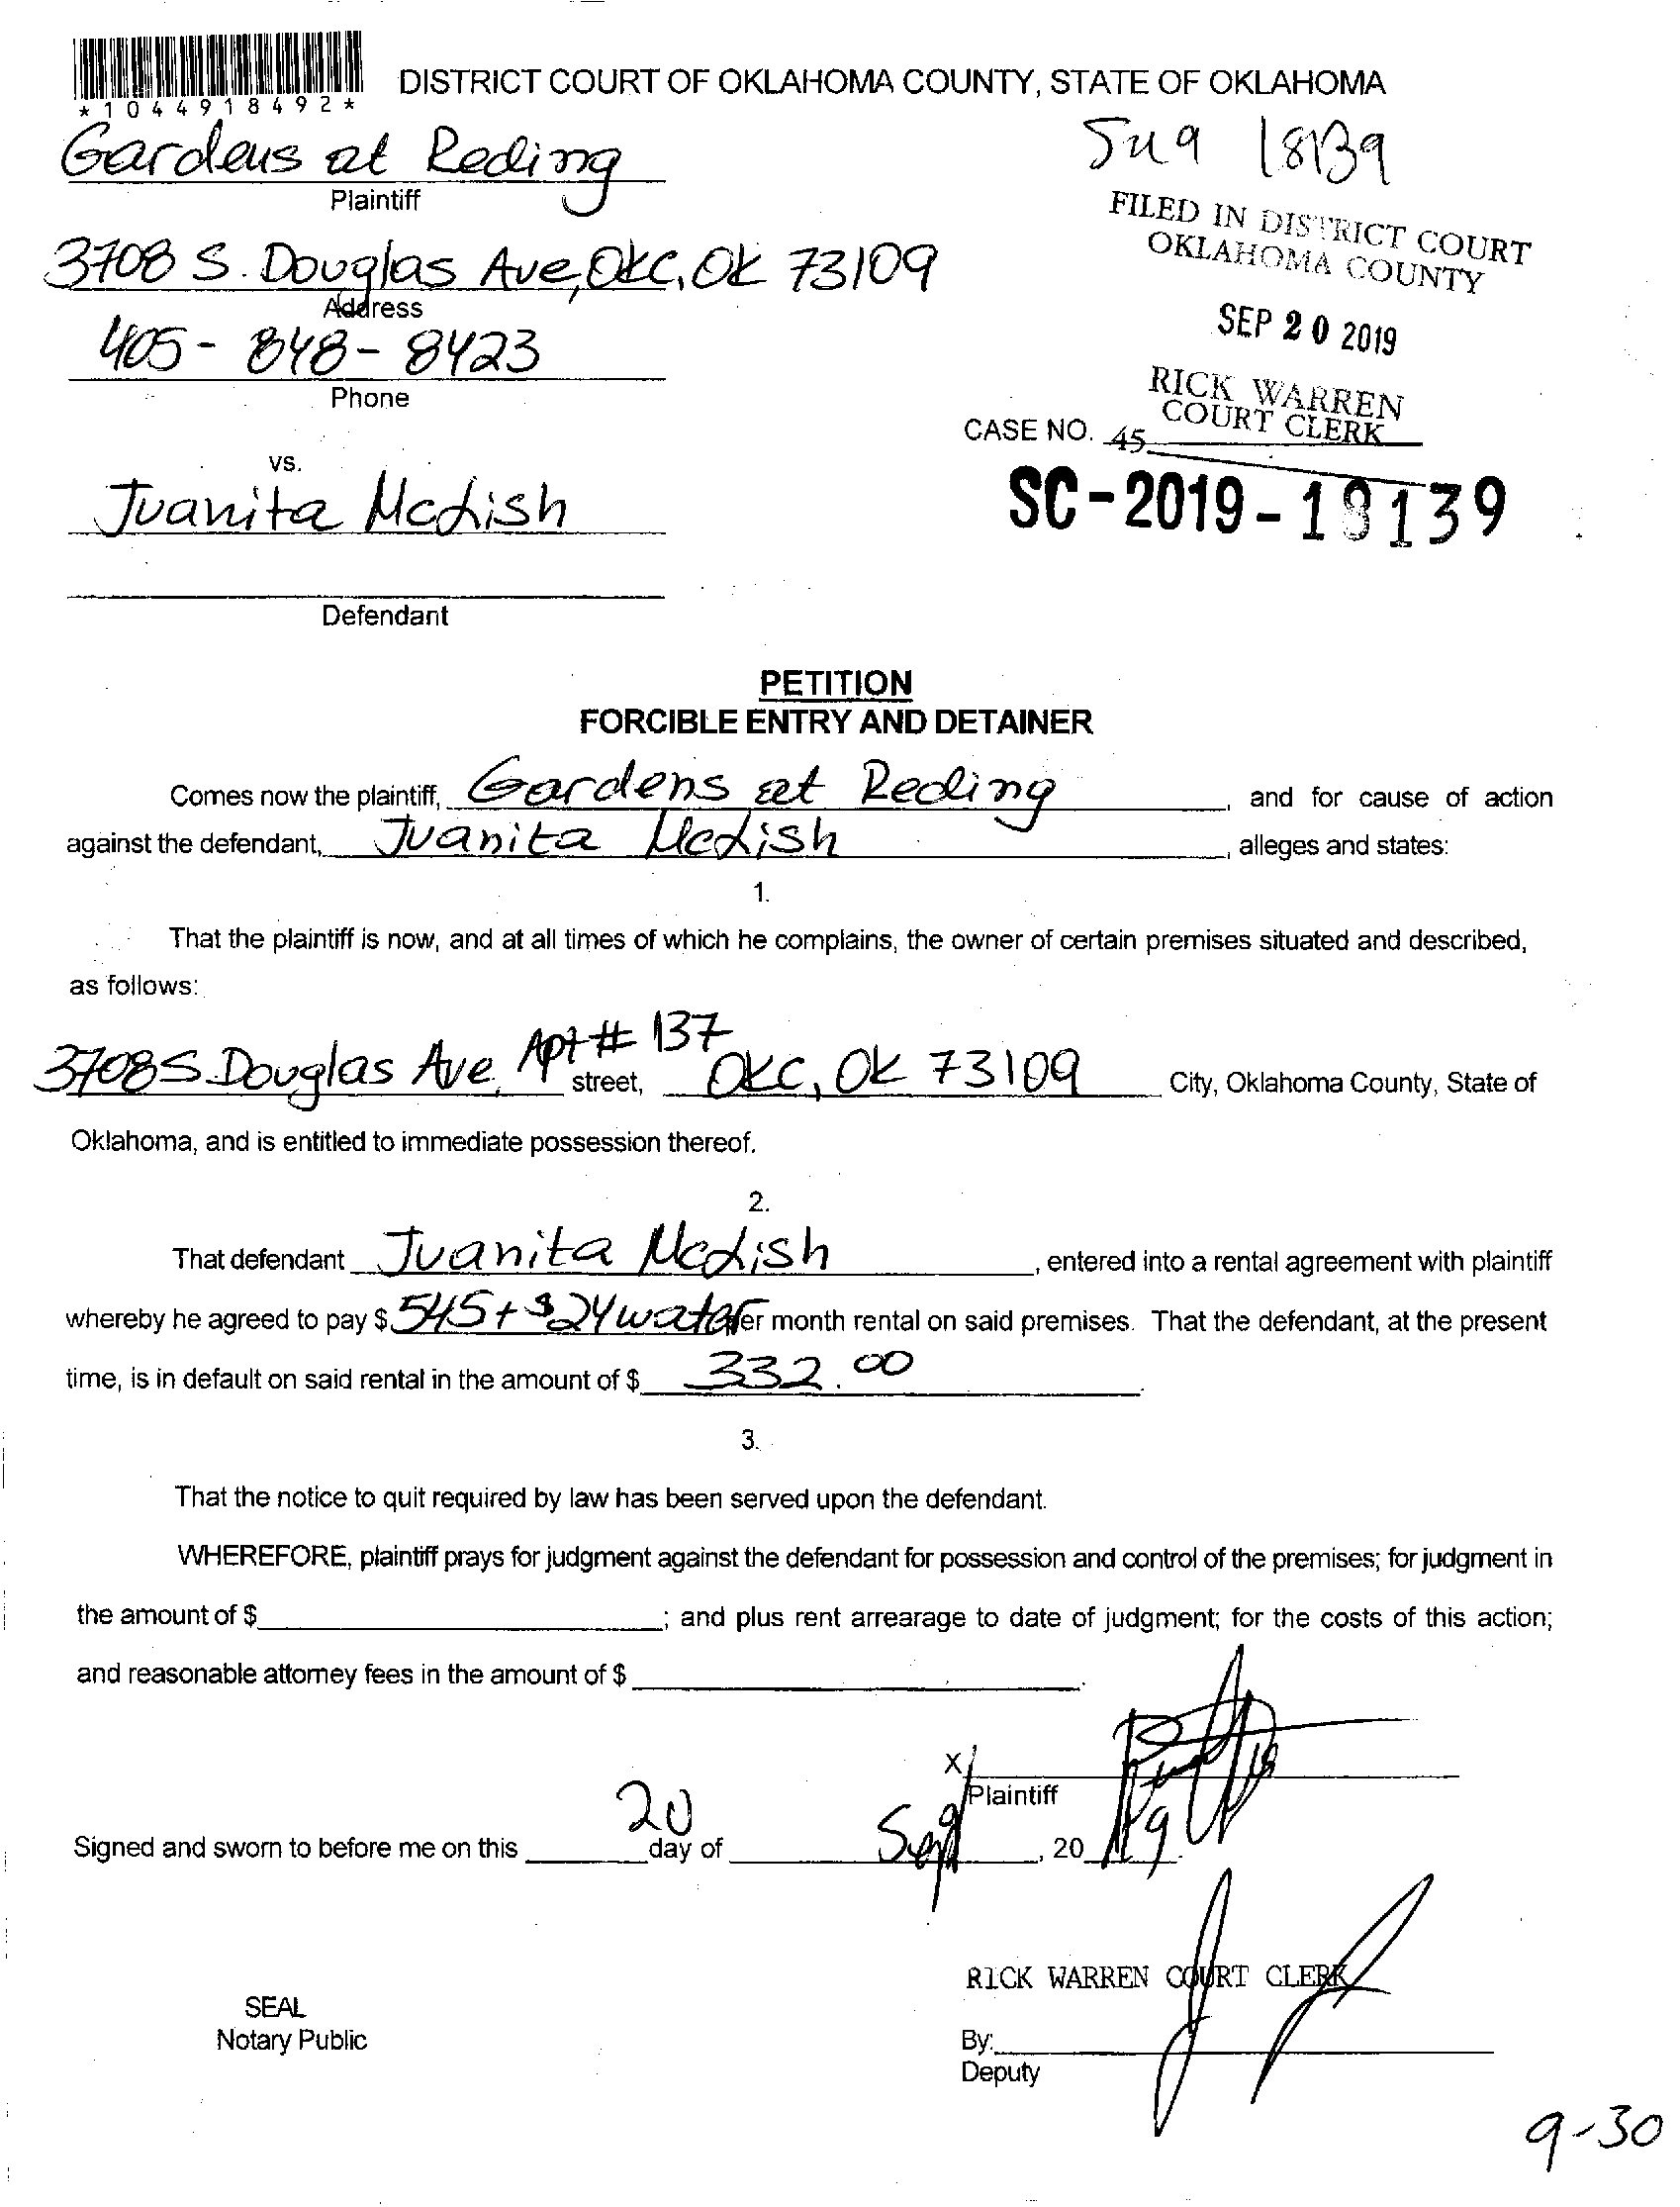 *1044918492*
DISTRICT COURT OF OKLAHOMA COUNTY, STATE OF OKLAHOMA
Gardens at Reding
Plaintiff
18139
3708 S. Douglas Ave, OKC, OK 73109
Address
FILED IN DISTRICT COURT
OKLAHOMA COUNTY
405-848-8423
Phone
SEP 20 2019
RICK WARREN
COURT CLERK
CASE NO. 45
vs.
SC-2019-18139
Juanita McLish
Defendant
PETITION
FORCIBLE ENTRY AND DETAINER
Comes now the plaintiff, Gardens at Reding, and for cause of action
against the defendant, Juanita McLish, alleges and states:
1.
That the plaintiff is now, and at all times of which he complains, the owner of certain premises situated and described,
as follows:
3708 S. Douglas Ave, Apt # 137 street, OKC, OK 73109 City, Oklahoma County, State of
Oklahoma, and is entitled to immediate possession thereof.
2.
That defendant Juanita McLish, entered into a rental agreement with plaintiff
whereby he agreed to pay $ 545 + $24 water per month rental on said premises. That the defendant, at the present
time, is in default on said rental in the amount of $ 332.00.
3.
That the notice to quit required by law has been served upon the defendant.
WHEREFORE, plaintiff prays for judgment against the defendant for possession and control of the premises; for judgment in
the amount of $; and plus rent arrearage to date of judgment; for the costs of this action;
and reasonable attorney fees in the amount of $.
X
Plaintiff
Signed and sworn to before me on this 20 day of Sept, 20 19.
RICK WARREN COURT CLERK
SEAL
Notary Public
By:
Deputy
9-30